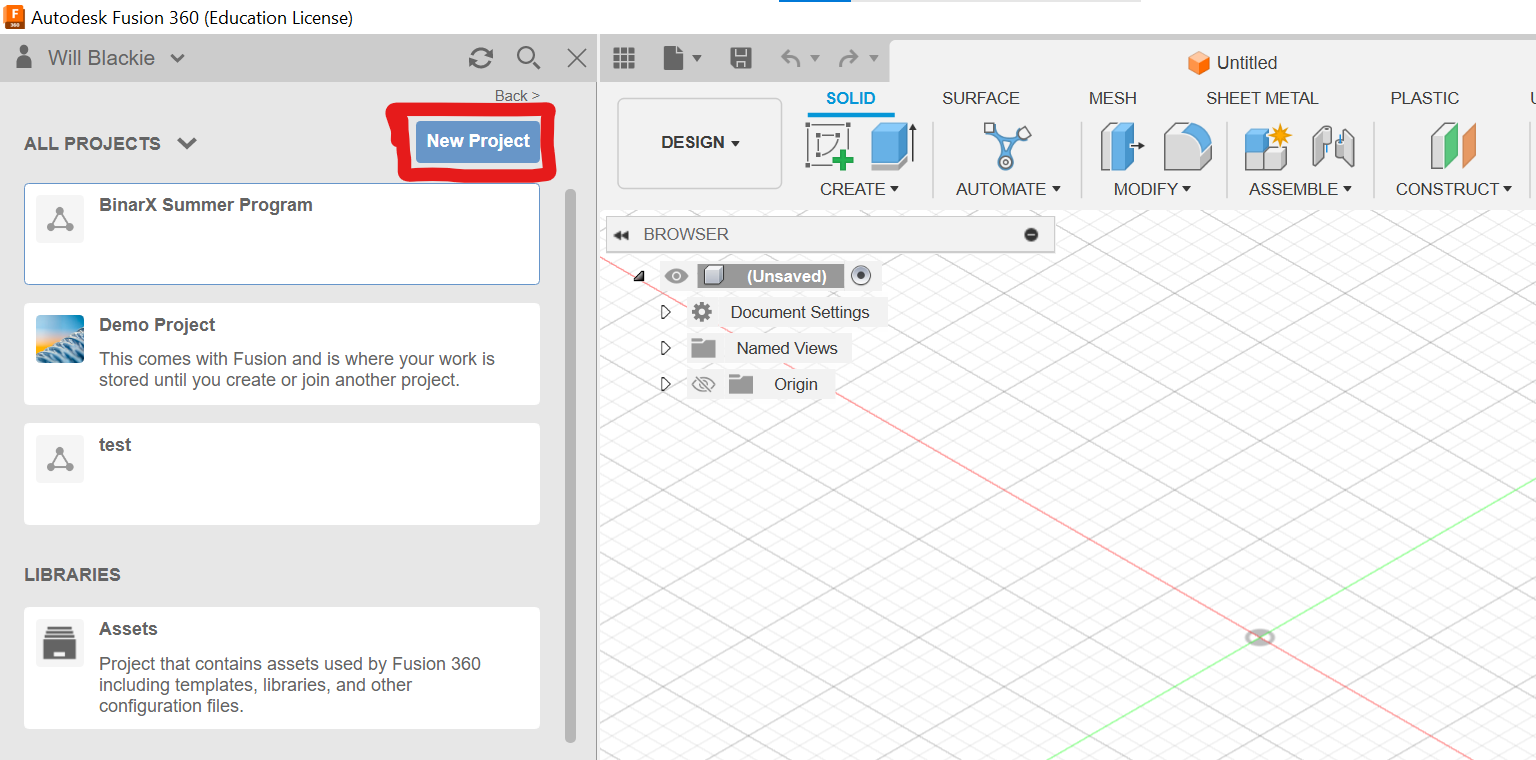 Autodesk Fusion 360 (Education License)
Will Blackie
Untitled
Back >
ALL PROJECTS
New Project
BinarX Summer Program
Demo Project
This comes with Fusion and is where your work is
stored until you create or join another project.
test
LIBRARIES
Assets
Project that contains assets used by Fusion 360
including templates, libraries, and other
configuration files.
SOLID SURFACE MESH SHEET METAL PLASTIC
DESIGN
CREATE AUTOMATE MODIFY ASSEMBLE CONSTRUCT
BROWSER
(Unsaved)
Document Settings
Named Views
Origin